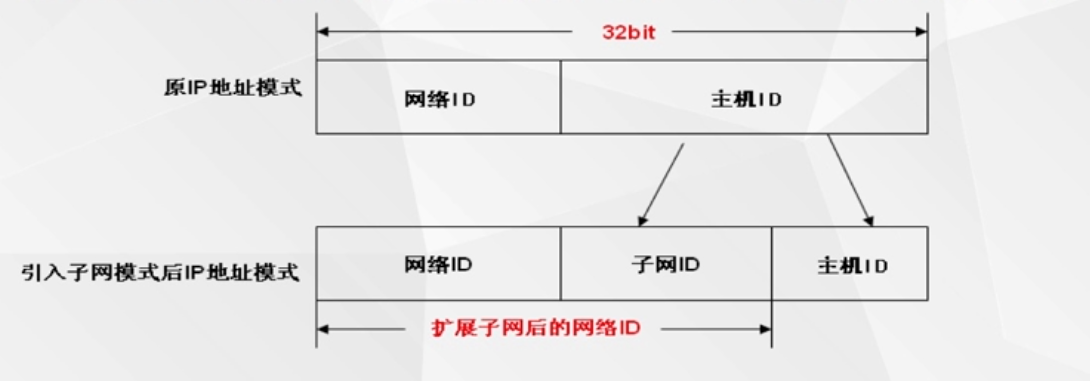 32bit
原IP地址模式
网络ID
主机ID
引入子网模式后IP地址模式
网络ID
子网ID
主机ID
扩展子网后的网络ID